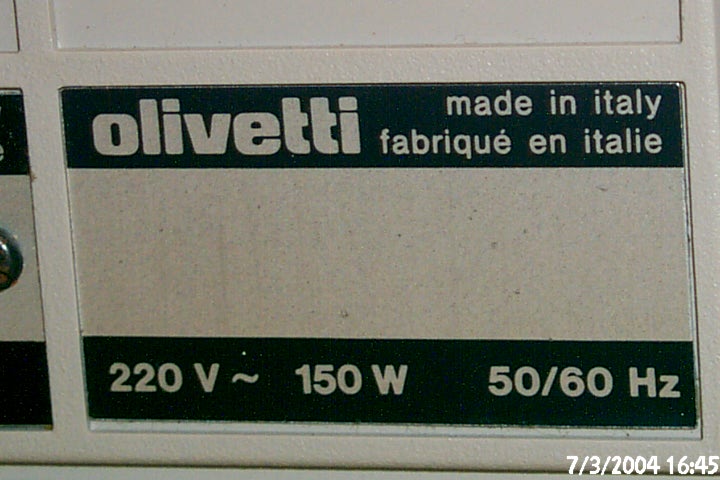 olivetti
made in italy
fabriqué en italie
220 V ~ 150 W 50/60 Hz
7/3/2004 16:45